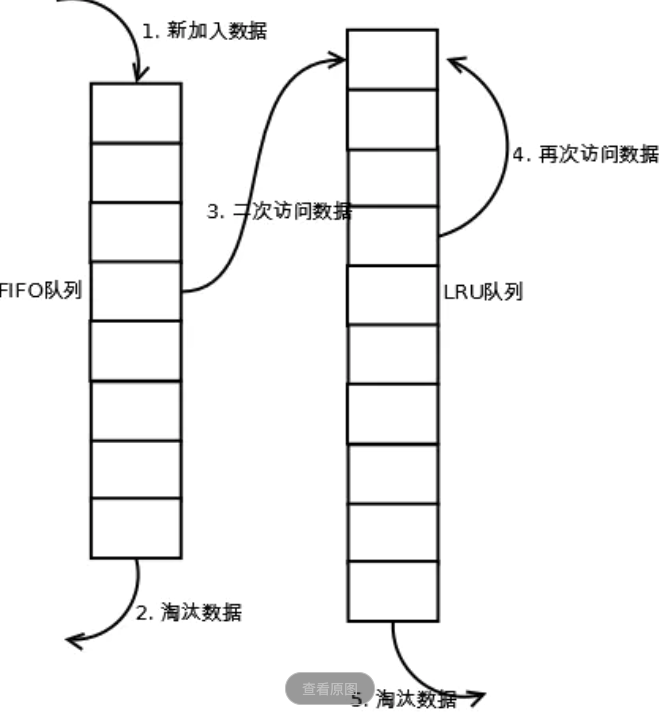 1. 新加入数据
4. 再次访问数据
3. 二次访问数据
FIFO队列
LRU队列
2. 淘汰数据
查看原图
5. 淘汰数据